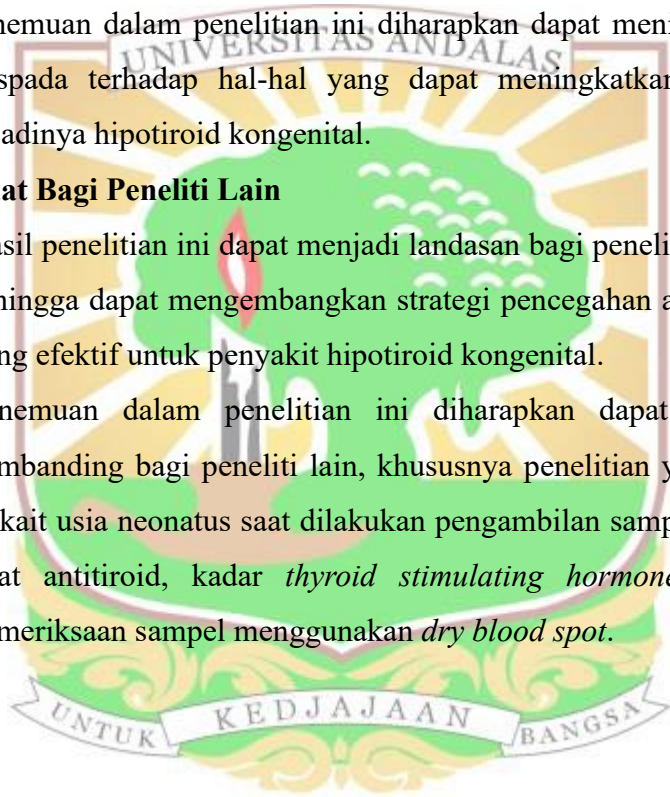 nemuan dalam penelitian ini diharapkan dapat meni
UNIVERSITAS ANDALAS
spada terhadap hal-hal yang dapat meningkatkan
adinya hipotiroid kongenital.
at Bagi Peneliti Lain
asil penelitian ini dapat menjadi landasan bagi peneli
hingga dapat mengembangkan strategi pencegahan a
ng efektif untuk penyakit hipotiroid kongenital.
nemuan dalam penelitian ini diharapkan dapat
mbanding bagi peneliti lain, khususnya penelitian y
kait usia neonatus saat dilakukan pengambilan samp
at antitiroid, kadar thyroid stimulating hormone
meriksaan sampel menggunakan dry blood spot.
UNTUK KEDJAJAAN BANGSA